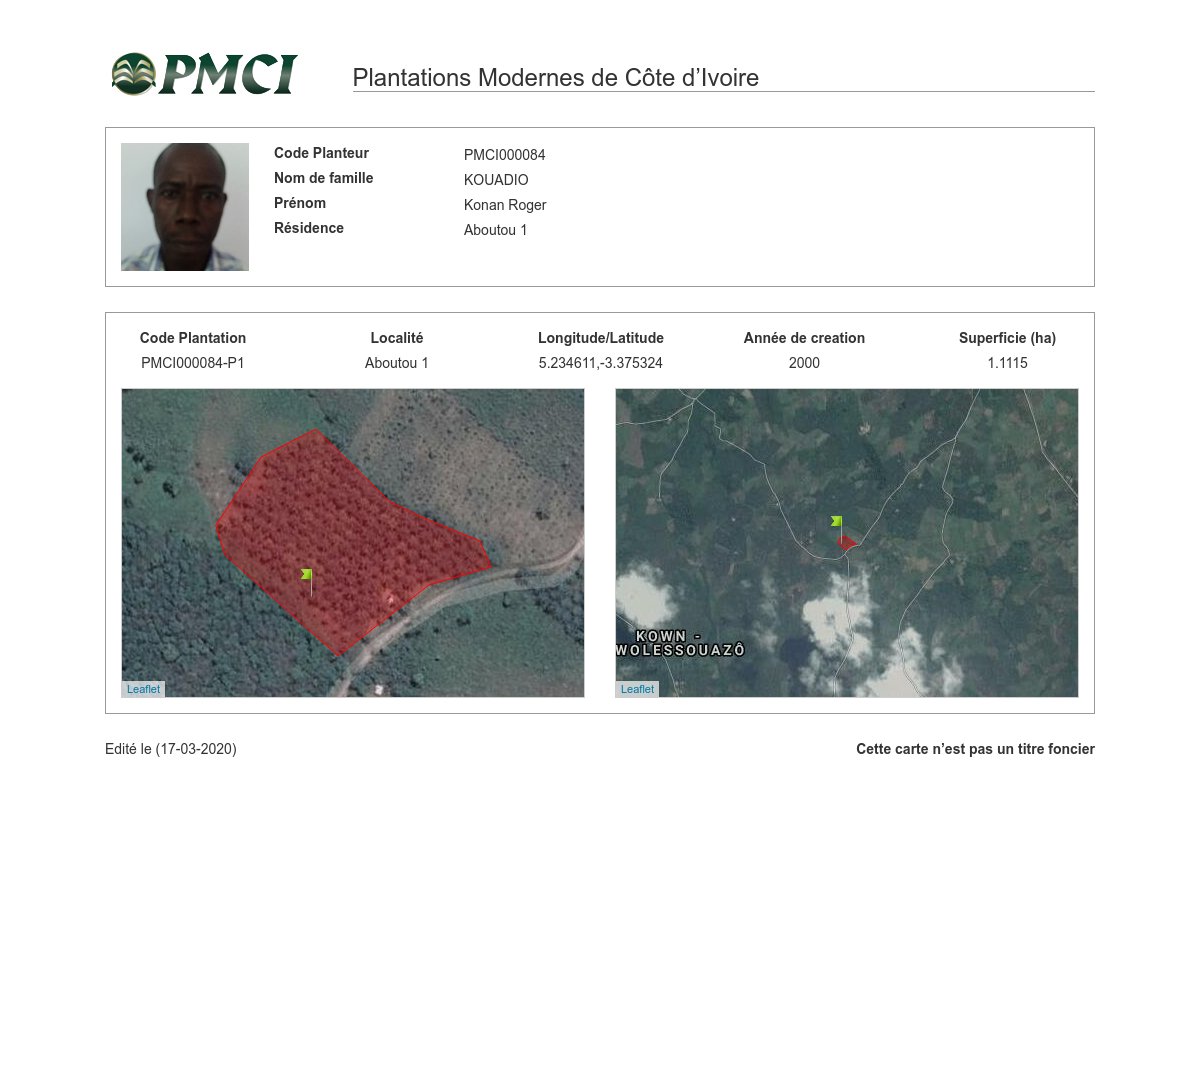 PMCI
Plantations Modernes de Côte d’Ivoire
Code Planteur PMCI000084
Nom de famille KOUADIO
Prénom Konan Roger
Résidence Aboutou 1
Code Plantation Localité Longitude/Latitude Année de creation Superficie (ha)
PMCI000084-P1 Aboutou 1 5.234611,-3.375324 2000 1.1115
KOWN -
WOLESSOUAZÔ
Leaflet Leaflet
Edité le (17-03-2020) Cette carte n’est pas un titre foncier